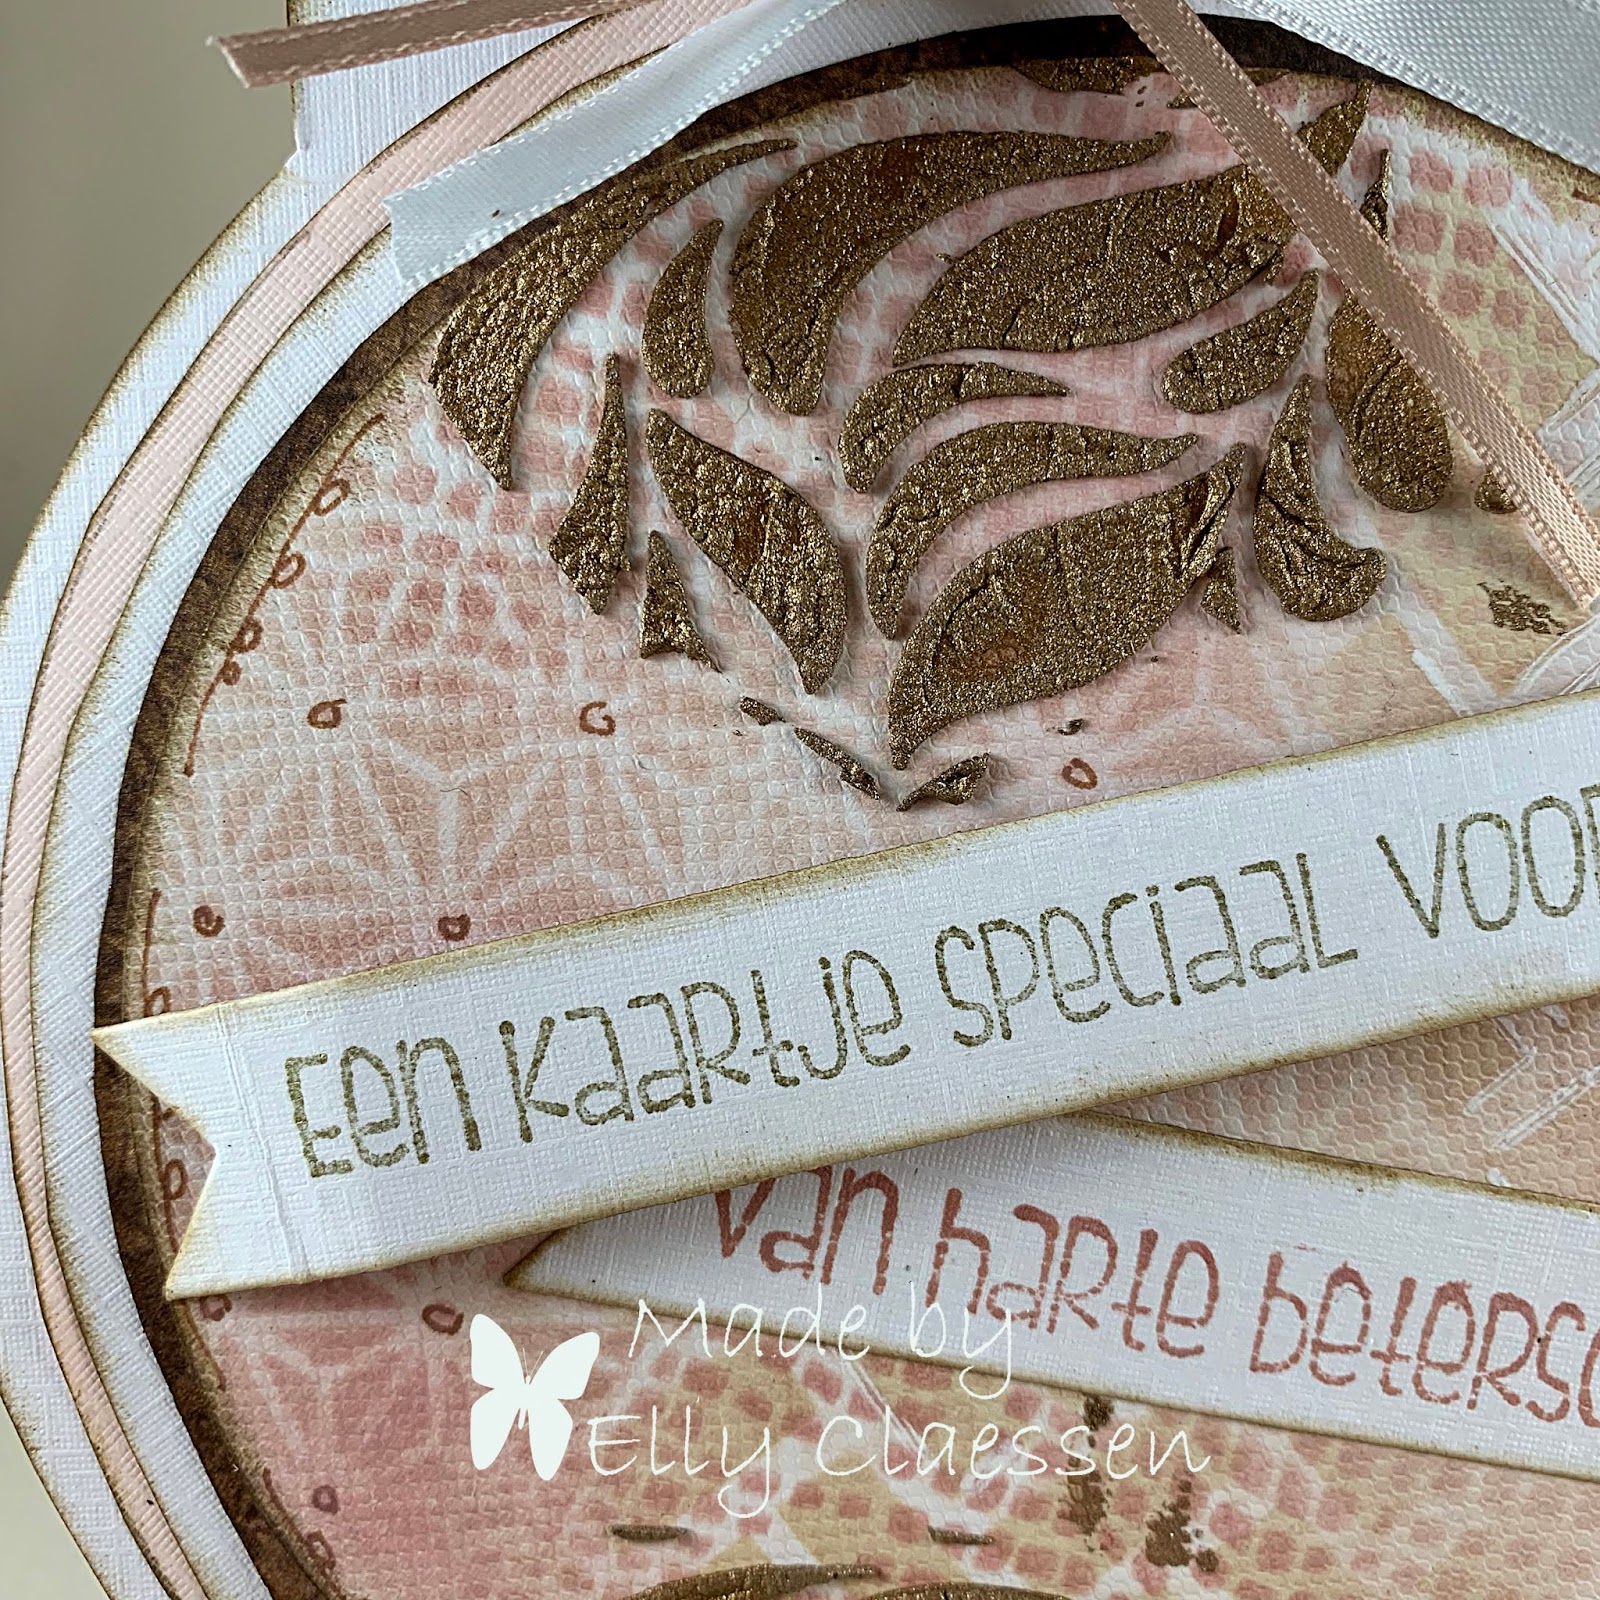 Een kaartje speciaal voor
van harte betersc
Made by
Elly Claessen